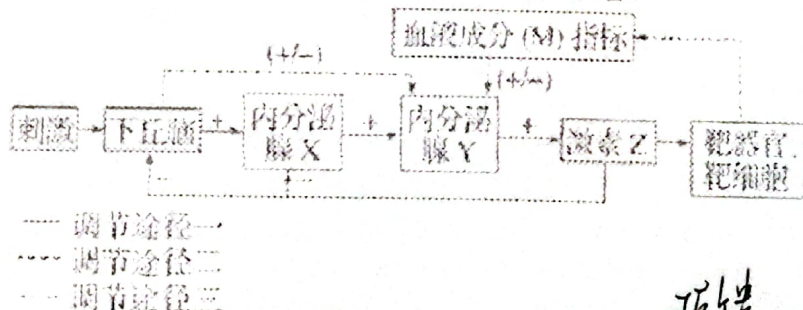 血液成分(M)指标
(+/-)
(+/-)
刺激 下丘脑 + 内分泌腺X + 内分泌腺Y + 激素Z 靶器官、靶细胞
调节途径一
调节途径二
调节途径三